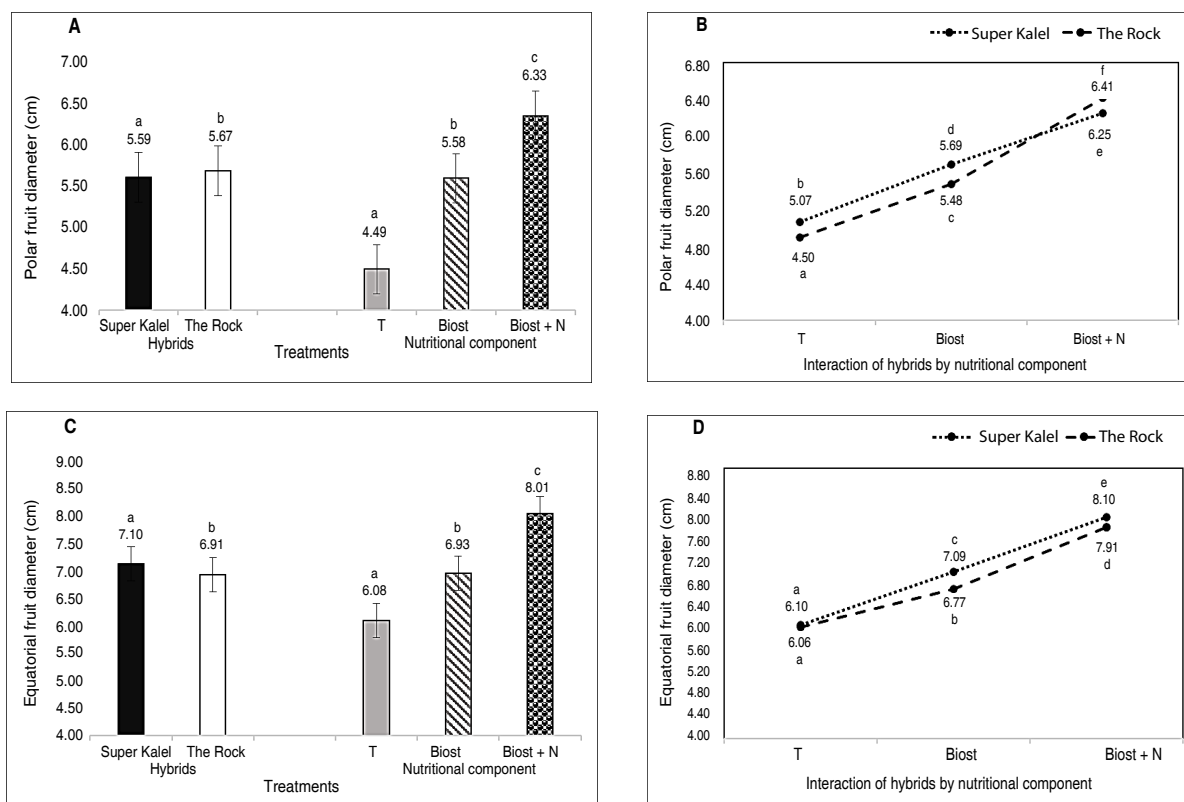 A
Polar fruit diameter (cm)
7.00
6.50
6.00
5.50
5.00
4.50
4.00
a
5.59
b
5.67
a
4.49
b
5.58
c
6.33
Super Kalel The Rock T Biost Biost + N
Hybrids Nutritional component
Treatments
B
Super Kalel The Rock
Polar fruit diameter (cm)
6.80
6.40
6.00
5.60
5.20
4.80
4.40
4.00
b
5.07
4.50
a
d
5.69
5.48
c
f
6.41
6.25
e
T Biost Biost + N
Interaction of hybrids by nutritional component
C
Equatorial fruit diameter (cm)
9.00
8.50
8.00
7.50
7.00
6.50
6.00
5.50
5.00
4.50
4.00
a
7.10
b
6.91
a
6.08
b
6.93
c
8.01
Super Kalel The Rock T Biost Biost + N
Hybrids Nutritional component
Treatments
D
Super Kalel The Rock
Equatorial fruit diameter (cm)
8.80
8.40
8.00
7.60
7.20
6.80
6.40
6.00
5.60
5.20
4.80
4.40
4.00
a
6.10
6.06
a
c
7.09
6.77
b
e
8.10
7.91
d
T Biost Biost + N
Interaction of hybrids by nutritional component